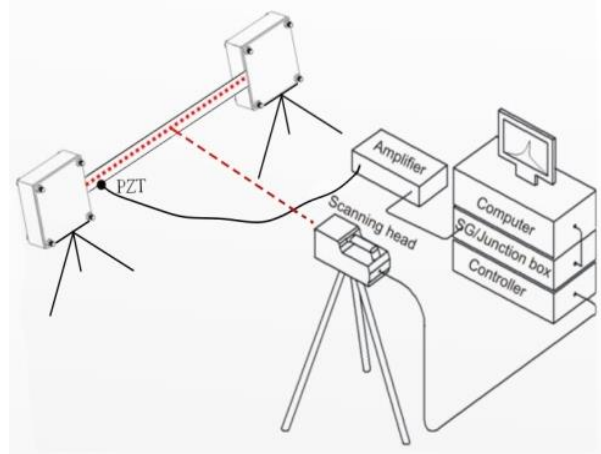 PZT
Amplifier
Scanning head
Computer
SG/Junction box
Controller